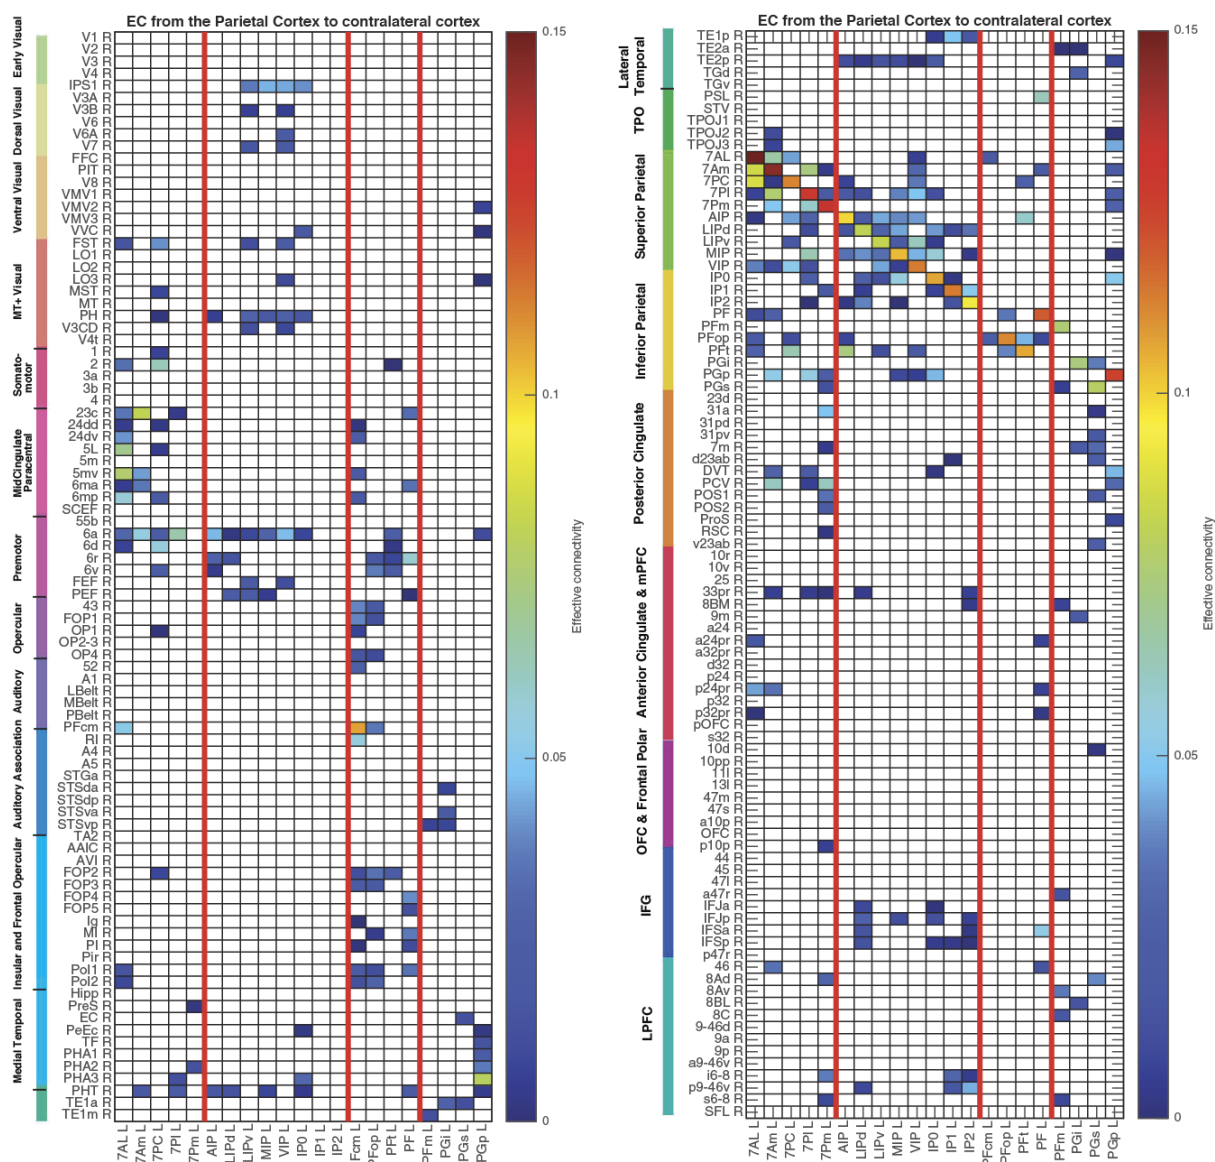 EC from the Parietal Cortex to contralateral cortex
Early Visual
Dorsal Visual
Ventral Visual
MT+ Visual
Somato-
motor
MidCingulate
Paracentral
Premotor
Opercular
Auditory
Auditory Association
Insular and Frontal Opercular
Medial Temporal
V1 R
V2 R
V3 R
V4 R
IPS1 R
V3A R
V3B R
V6 R
V6A R
V7 R
FFC R
PIT R
V8 R
VMV1 R
VMV2 R
VMV3 R
VVC R
FST R
LO1 R
LO2 R
LO3 R
MST R
MT R
PH R
V3CD R
V4t R
1 R
2 R
3a R
3b R
4 R
23c R
24dd R
24dv R
5L R
5m R
5mv R
6ma R
6mp R
SCEF R
55b R
6a R
6d R
6r R
6v R
FEF R
PEF R
43 R
FOP1 R
OP1 R
OP2-3 R
OP4 R
52 R
A1 R
LBelt R
MBelt R
PBelt R
PFcm R
RI R
A4 R
A5 R
STGa R
STSda R
STSdp R
STSva R
STSvp R
TA2 R
AAIC R
AVI R
FOP2 R
FOP3 R
FOP4 R
FOP5 R
Ig R
MI R
PI R
Pir R
PoI1 R
PoI2 R
Hipp R
PreS R
EC R
PeEc R
TF R
PHA1 R
PHA2 R
PHA3 R
PHT R
TE1a R
TE1m R
7AL L
7Am L
7PC L
7Pl L
7Pm L
AIP L
LIPd L
LIPv L
MIP L
VIP L
IP0 L
IP1 L
IP2 L
Fcm L
PFop L
PFt L
PF L
PFm L
PGi L
PGs L
PGp L
0.15
0.1
0.05
0
Effective connectivity
EC from the Parietal Cortex to contralateral cortex
Lateral
Temporal
TPO
Superior Parietal
Inferior Parietal
Posterior Cingulate
Anterior Cingulate & mPFC
OFC & Frontal Polar
IFG
LPFC
TE1p R
TE2a R
TE2p R
TGd R
TGv R
PSL R
STV R
TPOJ1 R
TPOJ2 R
TPOJ3 R
7AL R
7Am R
7PC R
7Pl R
7Pm R
AIP R
LIPd R
LIPv R
MIP R
VIP R
IP0 R
IP1 R
IP2 R
PF R
PFm R
PFop R
PFt R
PGi R
PGp R
PGs R
23d R
31a R
31pd R
31pv R
7m R
d23ab R
DVT R
PCV R
POS1 R
POS2 R
ProS R
RSC R
v23ab R
10r R
10v R
25 R
33pr R
8BM R
9m R
a24 R
a24pr R
a32pr R
d32 R
p24 R
p24pr R
p32 R
p32pr R
pOFC R
s32 R
10d R
10pp R
11l R
13l R
47m R
47s R
a10p R
OFC R
p10p R
44 R
45 R
47l R
a47r R
IFJa R
IFJp R
IFSa R
IFSp R
p47r R
46 R
8Ad R
8Av R
8BL R
8C R
9-46d R
9a R
9p R
a9-46v R
i6-8 R
p9-46v R
s6-8 R
SFL R
7AL L
7Am L
7PC L
7Pl L
7Pm L
AIP L
LIPd L
LIPv L
MIP L
VIP L
IP0 L
IP1 L
IP2 L
PFcm L
PFop L
PFt L
PF L
PFm L
PGi L
PGs L
PGp L
0.15
0.1
0.05
0
Effective connectivity